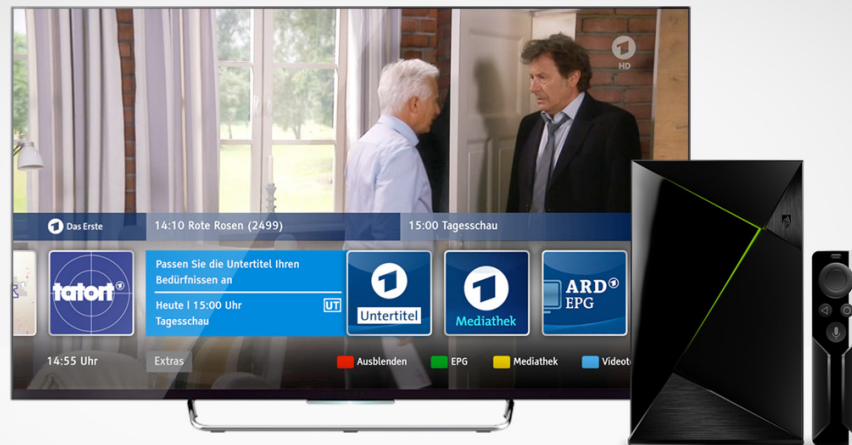 HD
Das Erste
14:10 Rote Rosen (2499)
15:00 Tagesschau
tatort
Passen Sie die Untertitel Ihren
Bedürfnissen an
Heute | 15:00 Uhr
Tagesschau
UT
Untertitel
Mediathek
ARD
EPG
14:55 Uhr
Extras
Ausblenden
EPG
Mediathek